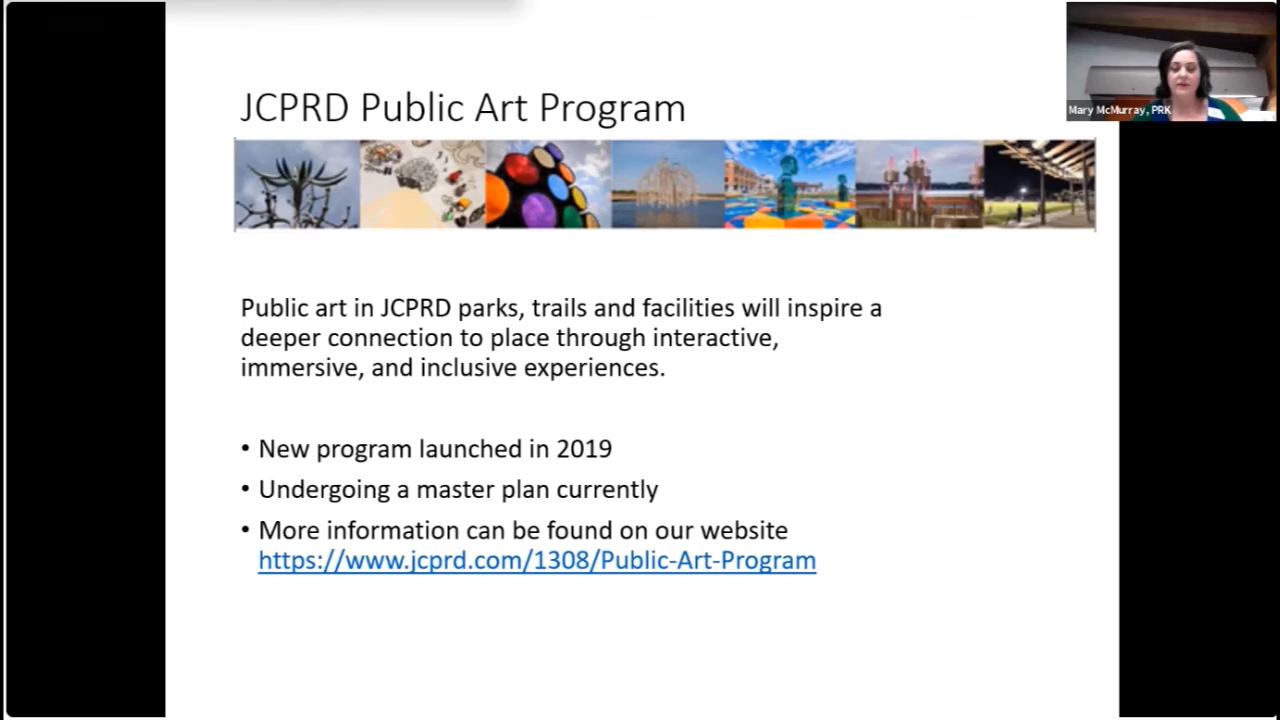 JCPRD Public Art Program
Mary McMurray, PRK
Public art in JCPRD parks, trails and facilities will inspire a
deeper connection to place through interactive,
immersive, and inclusive experiences.
• New program launched in 2019
• Undergoing a master plan currently
• More information can be found on our website
https://www.jcprd.com/1308/Public-Art-Program